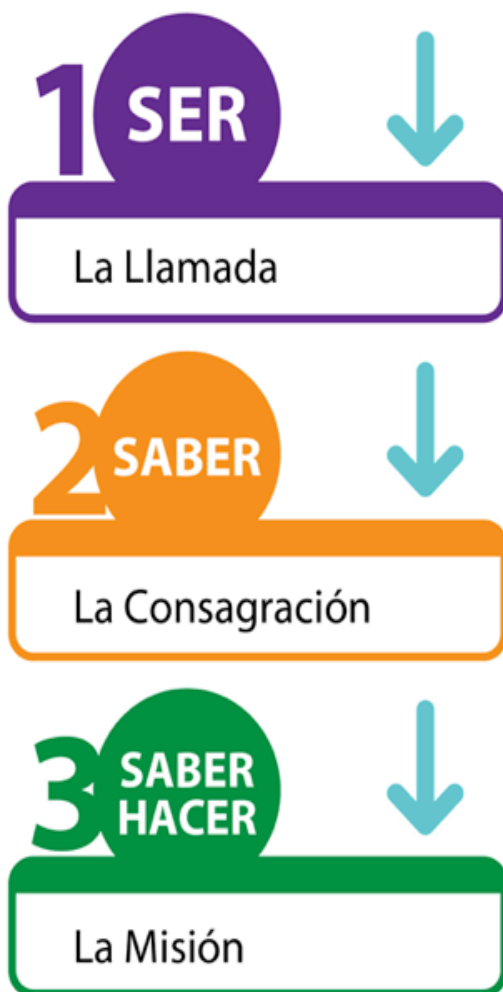 1 SER
La Llamada
2 SABER
La Consagración
3 SABER
HACER
La Misión